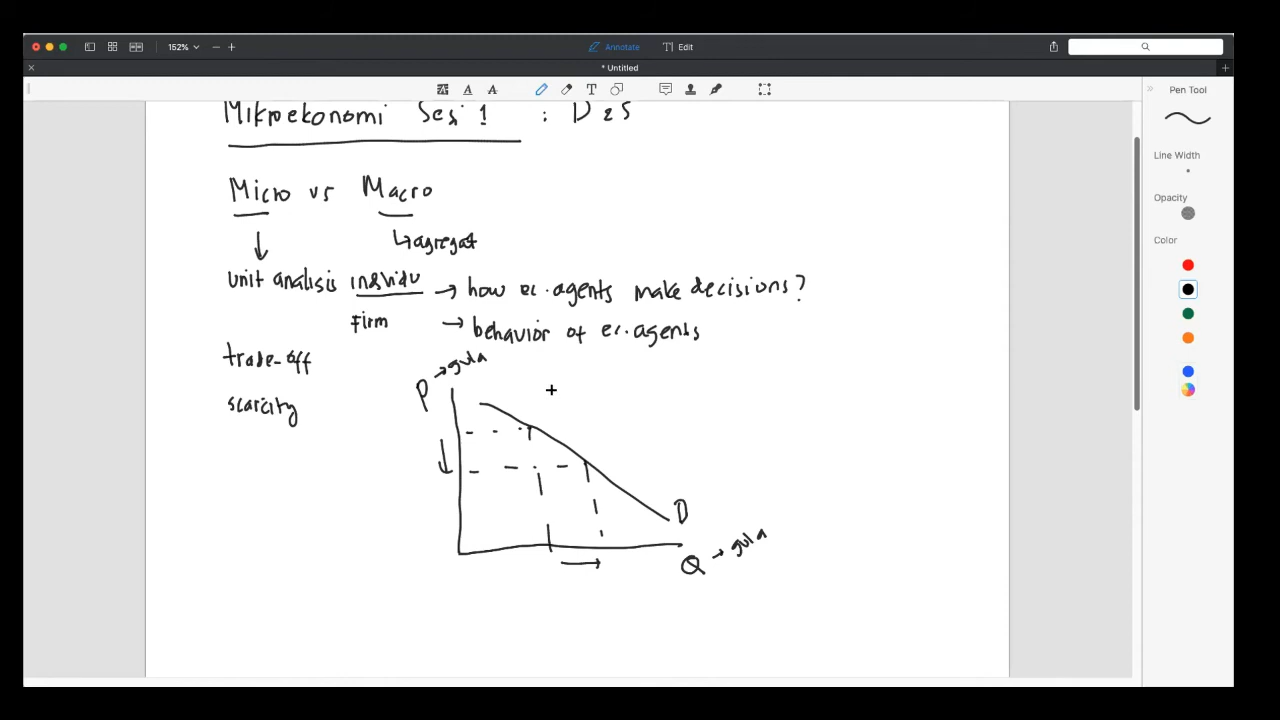 152%
Annotate
Edit
* Untitled
Pen Tool
Line Width
Opacity
Color
Mikroekonomi Sesi 1 : D & S
Micro vs Macro
↳ agregat
unit analisis individu → how ec. agents make decisions?
Firm → behavior of ec. agents
trade-off
scarcity
P → gula
D
Q → gula